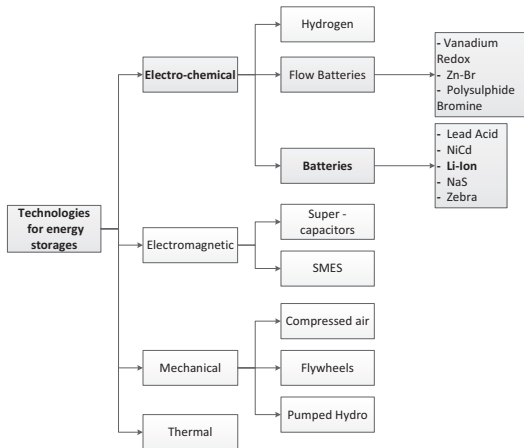 Hydrogen
Electro-chemical
Flow Batteries
- Vanadium
Redox
- Zn-Br
- Polysulphide
Bromine
Batteries
- Lead Acid
- NiCd
- Li-Ion
- NaS
- Zebra
Technologies
for energy
storages
Electromagnetic
Super -
capacitors
SMES
Compressed air
Mechanical
Flywheels
Pumped Hydro
Thermal